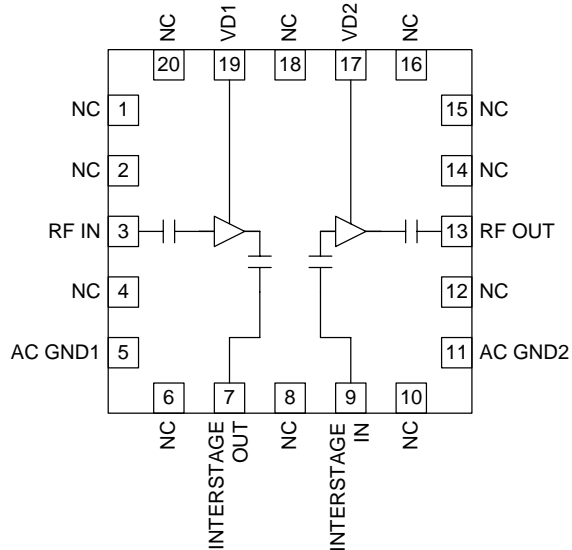 NC
VD1
NC
VD2
NC
20
19
18
17
16
NC 1
15 NC
NC 2
14 NC
RF IN 3
13 RF OUT
NC 4
12 NC
AC GND1 5
11 AC GND2
6
7
8
9
10
NC
INTERSTAGE
OUT
NC
INTERSTAGE
IN
NC